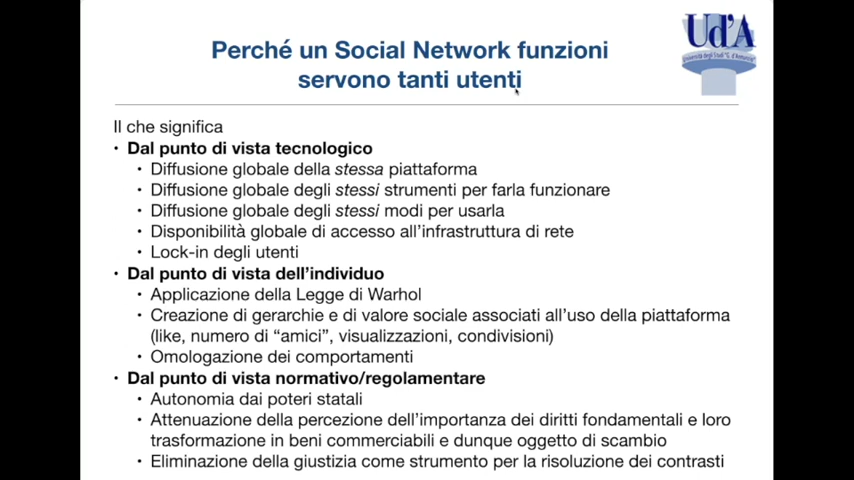 Perché un Social Network funzioni
servono tanti utenti
Ud'A
Università degli Studi "G. d'Annunzio"
Il che significa
• Dal punto di vista tecnologico
• Diffusione globale della stessa piattaforma
• Diffusione globale degli stessi strumenti per farla funzionare
• Diffusione globale degli stessi modi per usarla
• Disponibilità globale di accesso all'infrastruttura di rete
• Lock-in degli utenti
• Dal punto di vista dell'individuo
• Applicazione della Legge di Warhol
• Creazione di gerarchie e di valore sociale associati all'uso della piattaforma
(like, numero di "amici", visualizzazioni, condivisioni)
• Omologazione dei comportamenti
• Dal punto di vista normativo/regolamentare
• Autonomia dai poteri statali
• Attenuazione della percezione dell'importanza dei diritti fondamentali e loro
trasformazione in beni commerciabili e dunque oggetto di scambio
• Eliminazione della giustizia come strumento per la risoluzione dei contrasti